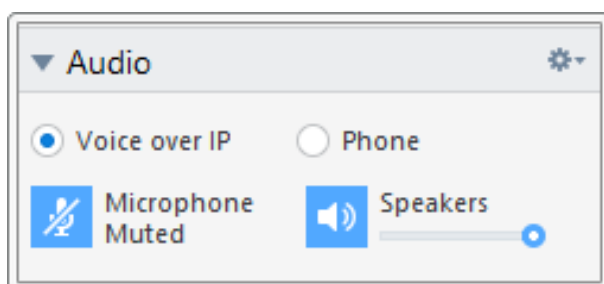 Audio
Voice over IP
Phone
Microphone
Muted
Speakers